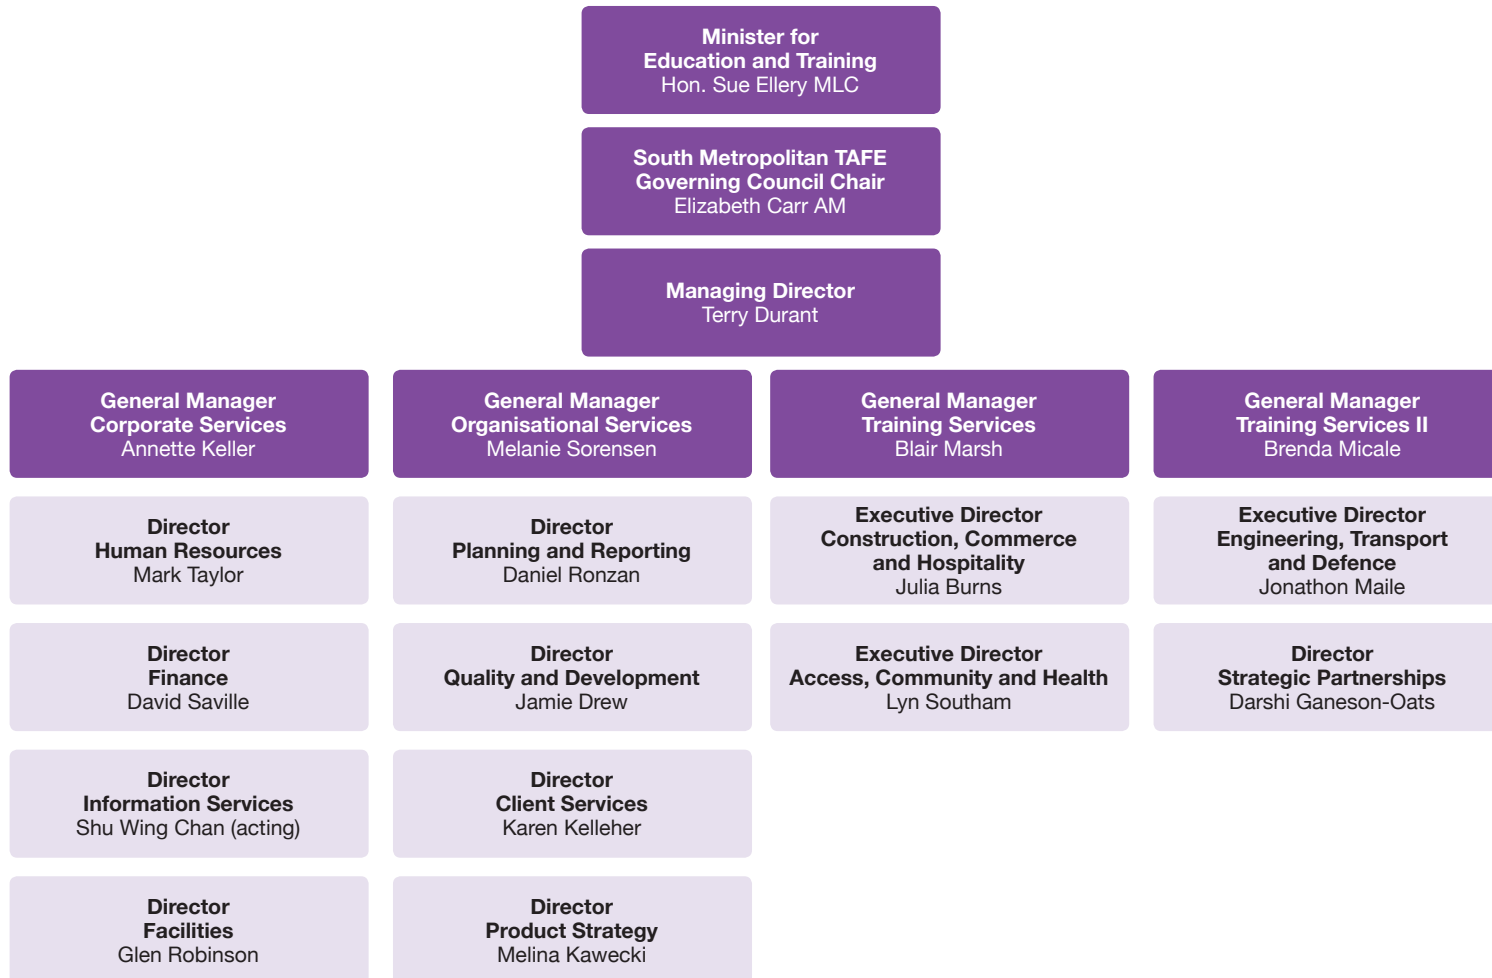 Minister for
Education and Training
Hon. Sue Ellery MLC
South Metropolitan TAFE
Governing Council Chair
Elizabeth Carr AM
Managing Director
Terry Durant
General Manager
Corporate Services
Annette Keller
General Manager
Organisational Services
Melanie Sorensen
General Manager
Training Services
Blair Marsh
General Manager
Training Services II
Brenda Micale
Director
Human Resources
Mark Taylor
Director
Planning and Reporting
Daniel Ronzan
Executive Director
Construction, Commerce
and Hospitality
Julia Burns
Executive Director
Engineering, Transport
and Defence
Jonathon Maile
Director
Finance
David Saville
Director
Quality and Development
Jamie Drew
Executive Director
Access, Community and Health
Lyn Southam
Director
Strategic Partnerships
Darshi Ganeson-Oats
Director
Information Services
Shu Wing Chan (acting)
Director
Client Services
Karen Kelleher
Director
Facilities
Glen Robinson
Director
Product Strategy
Melina Kawecki